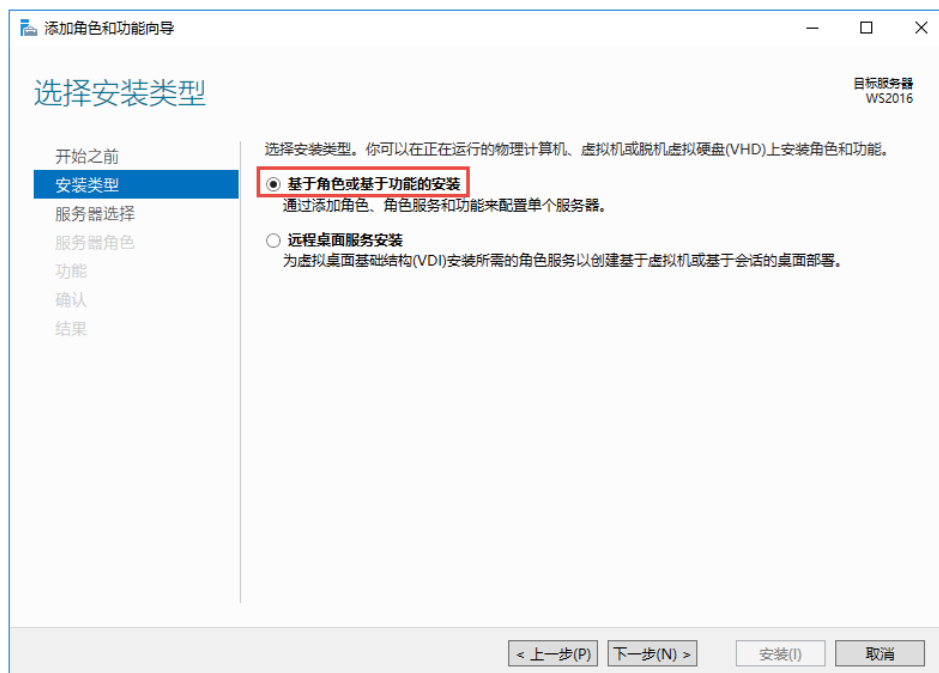 添加角色和功能向导
选择安装类型
目标服务器
WS2016
开始之前
安装类型
服务器选择
服务器角色
功能
确认
结果
选择安装类型。你可以在正在运行的物理计算机、虚拟机或脱机虚拟硬盘(VHD)上安装角色和功能。
基于角色或基于功能的安装
通过添加角色、角色服务和功能来配置单个服务器。
远程桌面服务安装
为虚拟桌面基础结构(VDI)安装所需的角色服务以创建基于虚拟机或基于会话的桌面部署。
< 上一步(P) 下一步(N) > 安装(I) 取消